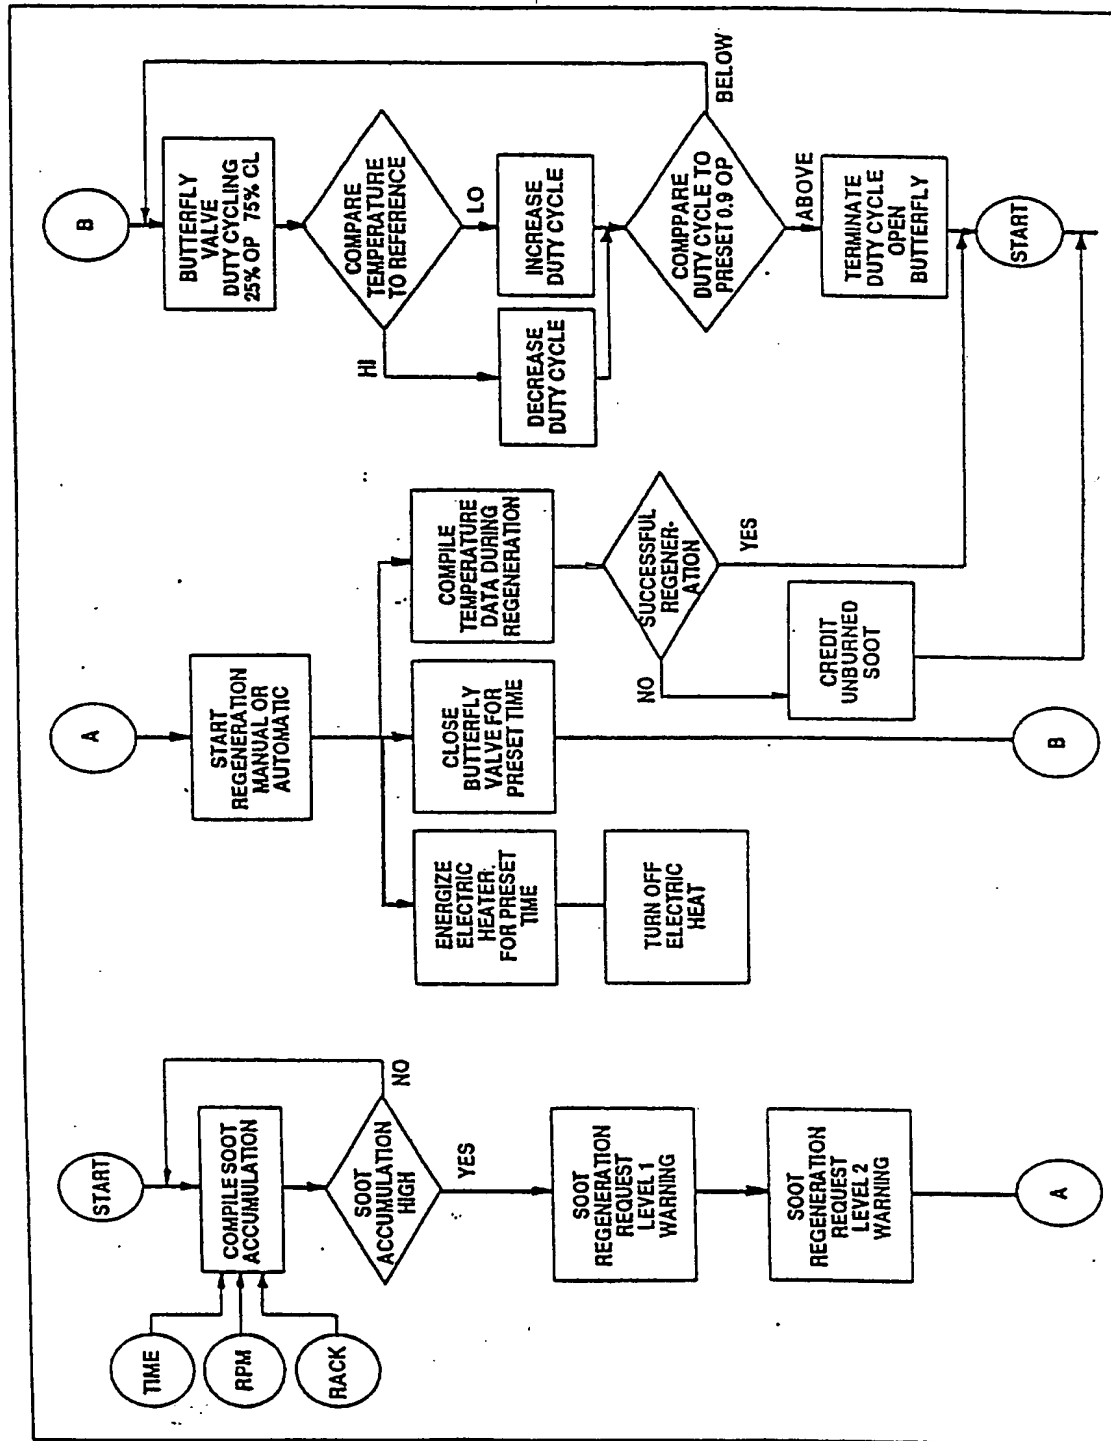 START
TIME
RPM
RACK
COMPILE SOOT
ACCUMULATION
SOOT
ACCUMULATION
HIGH
NO
YES
SOOT
REGENERATION
REQUEST
LEVEL 1
WARNING
SOOT
REGENERATION
REQUEST
LEVEL 2
WARNING
A
A
START
REGENERATION
MANUAL OR
AUTOMATIC
ENERGIZE
ELECTRIC
HEATER.
FOR PRESET
TIME
TURN OFF
ELECTRIC
HEAT
CLOSE
BUTTERFLY
VALVE FOR
PRESET TIME
B
COMPILE
TEMPERATURE
DATA DURING
REGENERATION
SUCCESSFUL
REGENER-
ATION
NO
YES
CREDIT
UNBURNED
SOOT
B
BUTTERFLY
VALVE
DUTY CYCLING
25% OP 75% CL
COMPARE
TEMPERATURE
TO REFERENCE
HI
LO
DECREASE
DUTY CYCLE
INCREASE
DUTY CYCLE
COMPARE
DUTY CYCLE TO
PRESET 0.9 OP
BELOW
ABOVE
TERMINATE
DUTY CYCLE
OPEN
BUTTERFLY
START